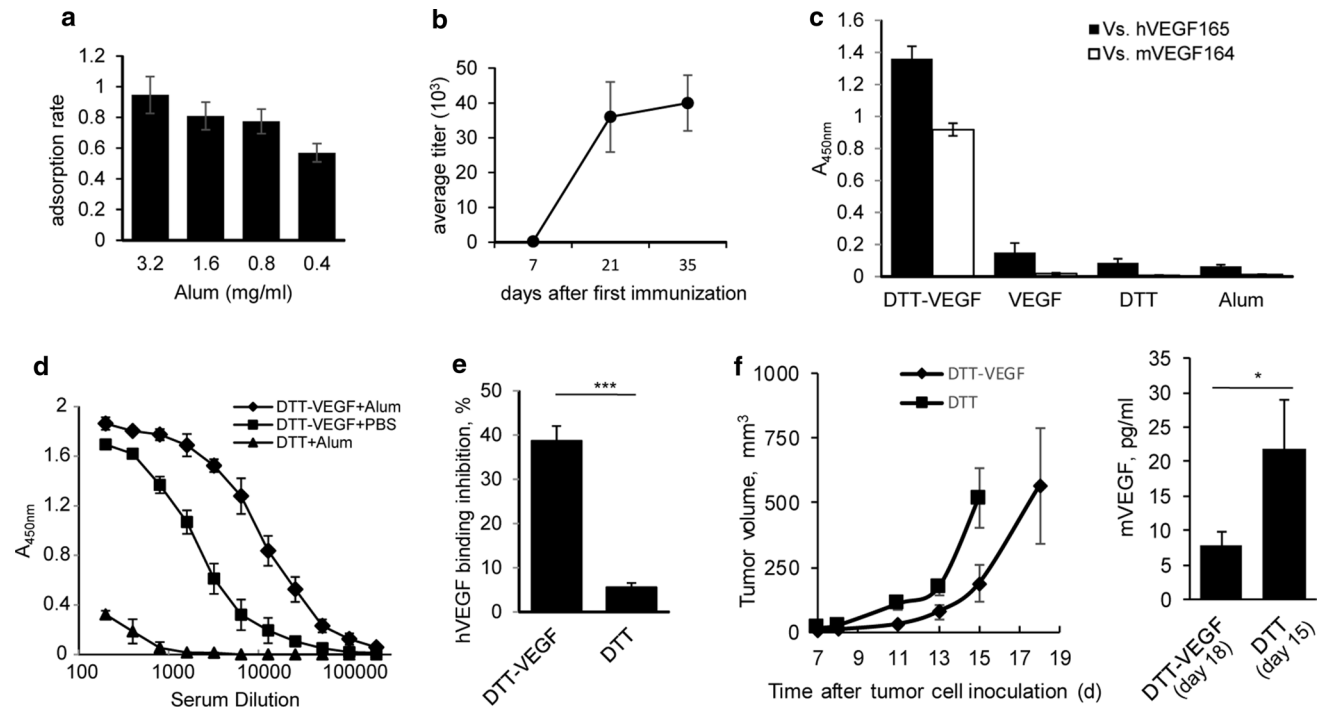 a
1.2
1
0.8
0.6
0.4
0.2
0
adsorption rate
3.2 1.6 0.8 0.4
Alum (mg/ml)
b
50
40
30
20
10
0
average titer (10³)
7 21 35
days after first immunization
c
1.6
1.4
1.2
1
0.8
0.6
0.4
0.2
0
A450nm
Vs. hVEGF165
Vs. mVEGF164
DTT-VEGF VEGF DTT Alum
d
2
1.6
1.2
0.8
0.4
0
A450nm
DTT-VEGF+Alum
DTT-VEGF+PBS
DTT+Alum
100 1000 10000 100000
Serum Dilution
e
50
40
30
20
10
0
hVEGF binding inhibition, %
***
DTT-VEGF
DTT
f
1000
750
500
250
0
Tumor volume, mm³
DTT-VEGF
DTT
7 9 11 13 15 17 19
Time after tumor cell inoculation (d)
35
30
25
20
15
10
5
0
mVEGF, pg/ml
*
DTT-VEGF
(day 18)
DTT
(day 15)